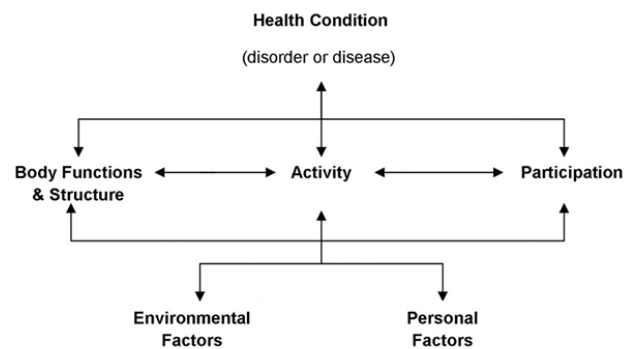 Health Condition
(disorder or disease)
Body Functions
& Structure
Activity
Participation
Environmental
Factors
Personal
Factors